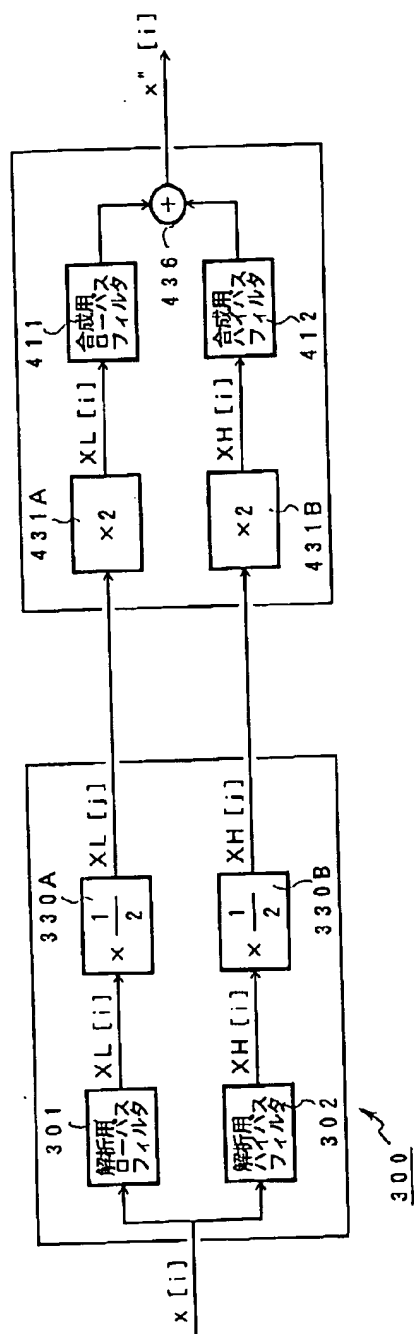 300
x [i]
301
解析用
ローパス
フィルタ
302
解析用
ハイパス
フィルタ
XL [i]
XH [i]
330A
× 1/2
330B
× 1/2
XL [j]
XH [j]
431A
×2
431B
×2
XL [i]
XH [i]
411
合成用
ローパス
フィルタ
412
合成用
ハイパス
フィルタ
+
436
x" [i]